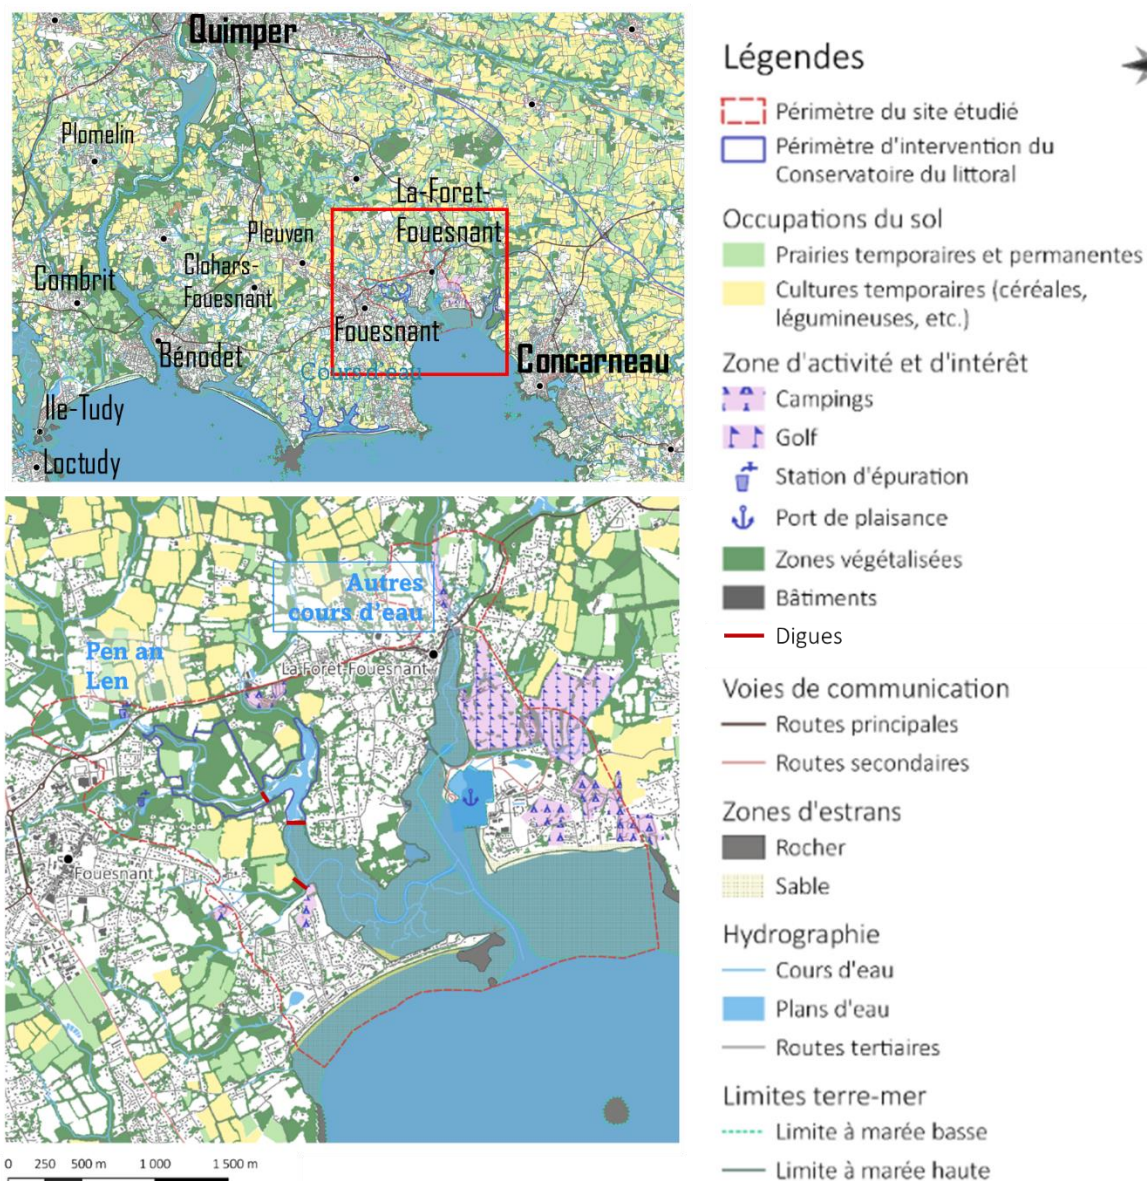 Quimper
Plomelin
La-Foret-
Fouesnant
Pleuven
Clohars-
Fouesnant
Combrit
Fouesnant
Bénodet
Concarneau
Cours d'eau
Ile-Tudy
Loctudy
Autres
cours d'eau
Pen an
Len
La Forêt-Fouesnant
Fouesnant
0 250 500 m 1 000 1 500 m
Légendes
Périmètre du site étudié
Périmètre d'intervention du
Conservatoire du littoral
Occupations du sol
Prairies temporaires et permanentes
Cultures temporaires (céréales,
légumineuses, etc.)
Zone d'activité et d'intérêt
Campings
Golf
Station d'épuration
Port de plaisance
Zones végétalisées
Bâtiments
Digues
Voies de communication
Routes principales
Routes secondaires
Zones d'estrans
Rocher
Sable
Hydrographie
Cours d'eau
Plans d'eau
Routes tertiaires
Limites terre-mer
Limite à marée basse
Limite à marée haute